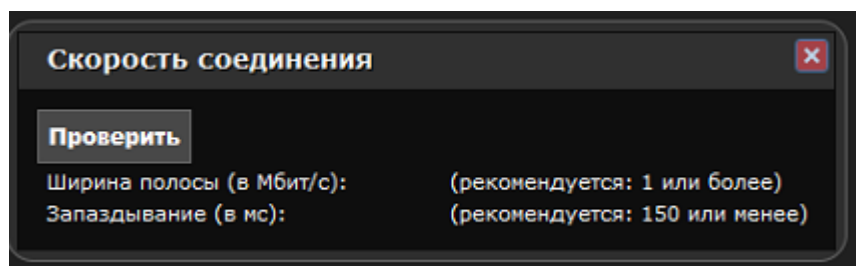 Скорость соединения
Проверить
Ширина полосы (в Мбит/с): (рекомендуется: 1 или более)
Запаздывание (в мс): (рекомендуется: 150 или менее)